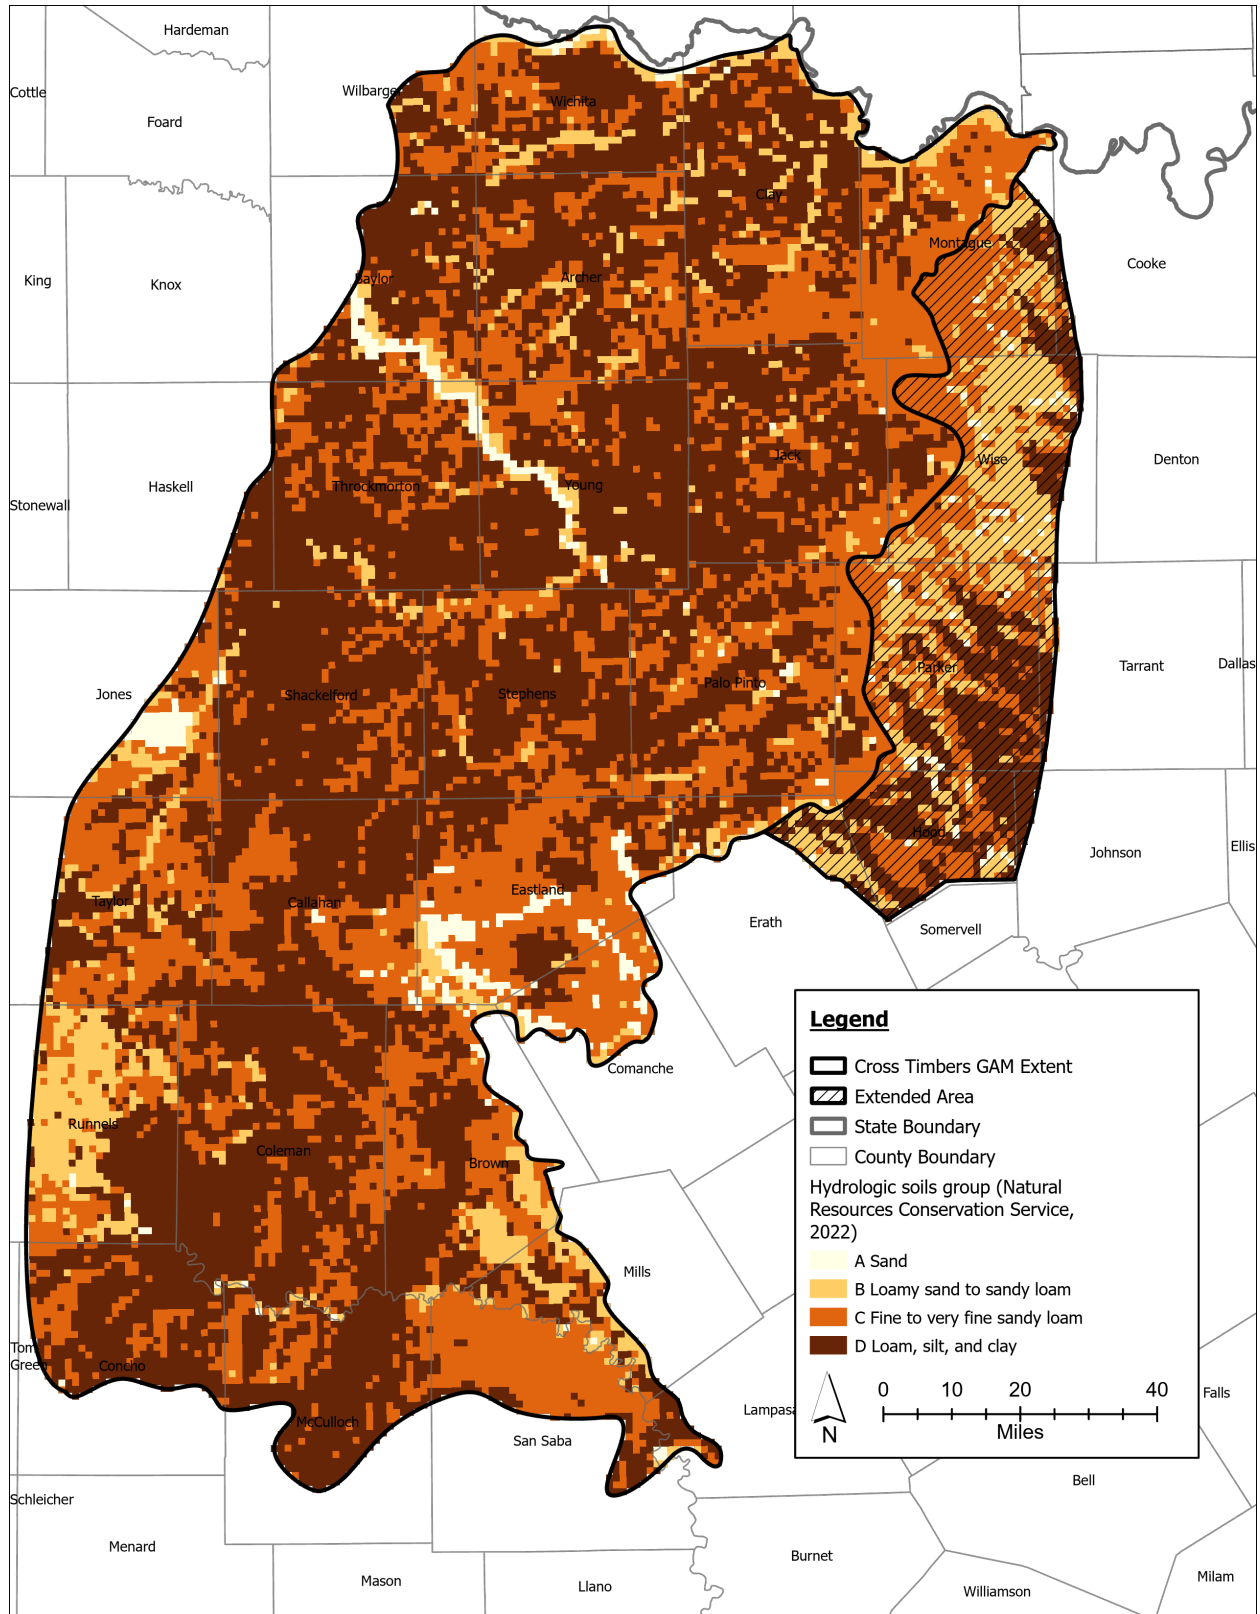 Hardeman
Cottle
Wilbarge
Wichita
Foard
Clay
Montague
Cooke
King
Knox
Baylor
Archer
Stonewall
Haskell
Throckmorton
Young
Jack
Wise
Denton
Jones
Shackelford
Stephens
Palo Pinto
Parker
Tarrant
Dallas
Hood
Johnson
Ellis
Taylor
Callahan
Eastland
Erath
Somervell
Comanche
Runnels
Coleman
Brown
Mills
Tom
Green
Concho
McCulloch
San Saba
Lampasa
Falls
Bell
Schleicher
Menard
Mason
Llano
Burnet
Williamson
Milam
Legend
Cross Timbers GAM Extent
Extended Area
State Boundary
County Boundary
Hydrologic soils group (Natural
Resources Conservation Service,
2022)
A Sand
B Loamy sand to sandy loam
C Fine to very fine sandy loam
D Loam, silt, and clay
N
0 10 20 40
Miles